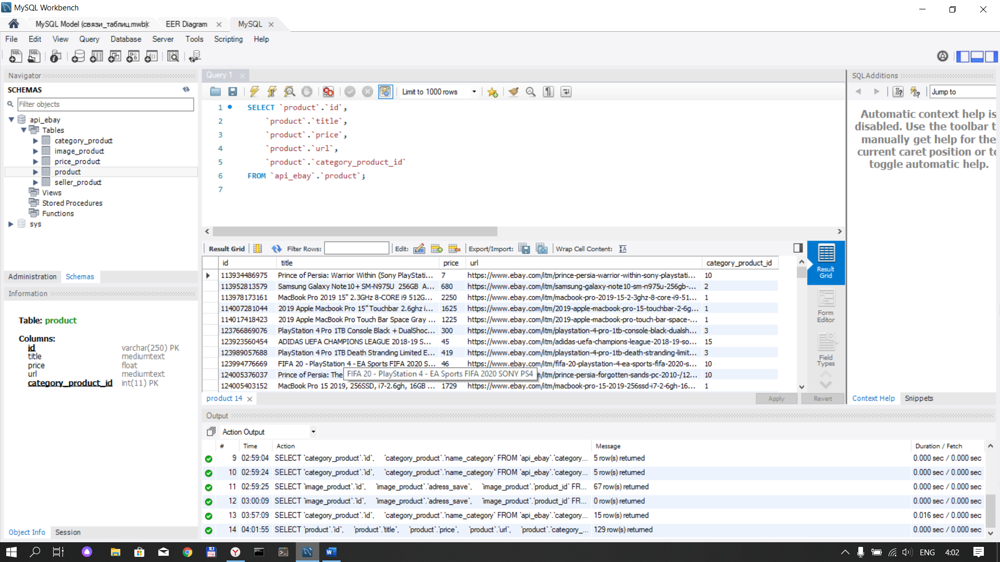 MySQL Workbench
MySQL Model (связи_таблиц.mwb)
EER Diagram
MySQL
File Edit View Query Database Server Tools Scripting Help
Navigator
SCHEMAS
Filter objects
api_ebay
Tables
category_product
image_product
price_product
product
seller_product
Views
Stored Procedures
Functions
sys
Administration Schemas
Information
Table: product
Columns:
id varchar(250) PK
title mediumtext
price float
url mediumtext
category_product_id int(11) PK
Object Info Session
Query 1
Limit to 1000 rows
1 SELECT `product`.`id`,
2 `product`.`title`,
3 `product`.`price`,
4 `product`.`url`,
5 `product`.`category_product_id`
6 FROM `api_ebay`.`product`;
7
Result Grid Filter Rows: Edit: Export/Import: Wrap Cell Content:
id title price url category_product_id
113934486975 Prince of Persia: Warrior Within (Sony PlayStati... 7 https://www.ebay.com/itm/prince-persia-warrior-within-sony-playstati... 10
113952813579 Samsung Galaxy Note10+ SM-N975U 256GB A... 680 https://www.ebay.com/itm/samsung-galaxy-note10-sm-n975u-256gb-... 2
113978173161 MacBook Pro 2019 15" 2.3GHz 8-CORE i9 512G... 2250 https://www.ebay.com/itm/macbook-pro-2019-15-2-3ghz-8-core-i9-51... 1
114007281044 2019 Apple Macbook Pro 15” Touchbar 2.6ghz i... 1625 https://www.ebay.com/itm/2019-apple-macbook-pro-15-touchbar-2-6g... 1
114017418423 2019 Apple MacBook Pro Touch Bar Space Gray ... 1225 https://www.ebay.com/itm/2019-apple-macbook-pro-touch-bar-space-... 1
123766869076 PlayStation 4 Pro 1TB Console Black + DualShoc... 300 https://www.ebay.com/itm/playstation-4-pro-1tb-console-black-dualsh... 3
123923560454 ADIDAS UEFA CHAMPIONS LEAGUE 2018-19 S... 45 https://www.ebay.com/itm/adidas-uefa-champions-league-2018-19-so... 15
123989057688 PlayStation 4 Pro 1TB Death Stranding Limited E... 419 https://www.ebay.com/itm/playstation-4-pro-1tb-death-stranding-limit... 3
123994776669 FIFA 20 - PlayStation 4 - EA Sports FIFA 2020 S... 46 https://www.ebay.com/itm/fifa-20-playstation-4-ea-sports-fifa-2020-s... 10
124005376037 Prince of Persia: The m/itm/prince-persia-forgotten-sands-pc-2010-/12... 10
FIFA 20 - PlayStation 4 - EA Sports FIFA 2020 SONY PS4
124005403152 MacBook Pro 15 2019, 256SSD, i7-2.6gh, 16GB ... 1729 https://www.ebay.com/itm/macbook-pro-15-2019-256ssd-i7-2-6gh-16... 1
product 14
Apply Revert
Result Grid
Form Editor
Field Types
SQLAdditions
Jump to
Automatic context help is
disabled. Use the toolbar t
manually get help for the
current caret position or to
toggle automatic help.
Context Help Snippets
Output
Action Output
# Time Action Message Duration / Fetch
9 02:59:04 SELECT `category_product`.`id`, `category_product`.`name_category` FROM `api_ebay`.`category... 5 row(s) returned 0.000 sec / 0.000 sec
10 02:59:24 SELECT `category_product`.`id`, `category_product`.`name_category` FROM `api_ebay`.`category... 5 row(s) returned 0.000 sec / 0.000 sec
11 02:59:25 SELECT `image_product`.`id`, `image_product`.`adress_save`, `image_product`.`product_id` FR... 67 row(s) returned 0.000 sec / 0.000 sec
12 03:00:09 SELECT `image_product`.`id`, `image_product`.`adress_save`, `image_product`.`product_id` FR... 0 row(s) returned 0.000 sec / 0.000 sec
13 03:57:09 SELECT `category_product`.`id`, `category_product`.`name_category` FROM `api_ebay`.`category... 15 row(s) returned 0.016 sec / 0.000 sec
14 04:01:55 SELECT `product`.`id`, `product`.`title`, `product`.`price`, `product`.`url`, `product`.`category_... 129 row(s) returned 0.000 sec / 0.000 sec
ENG 4:02